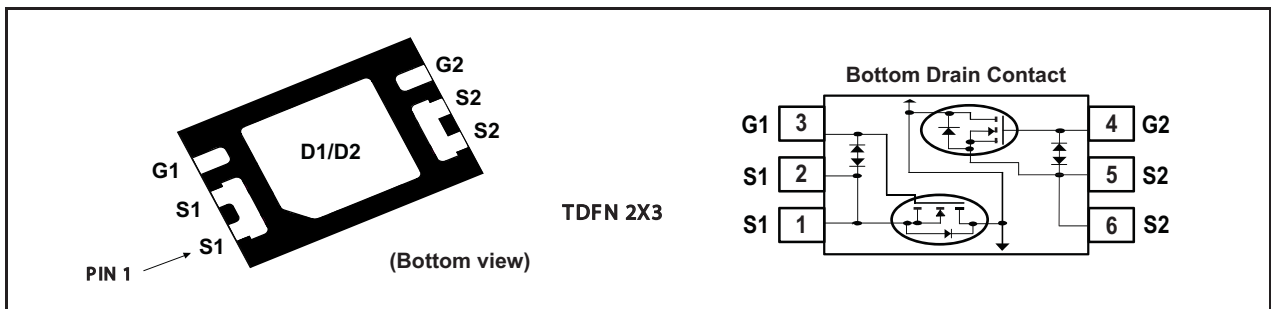 G2
S2
S2
D1/D2
G1
S1
S1
PIN 1
(Bottom view)
TDFN 2X3
Bottom Drain Contact
G1 3
4 G2
S1 2
5 S2
S1 1
6 S2